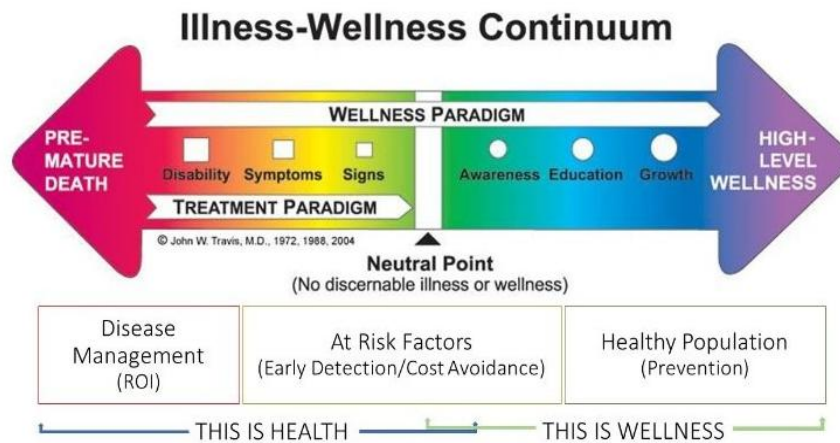 Illness-Wellness Continuum
WELLNESS PARADIGM
PRE-
MATURE
DEATH
Disability Symptoms Signs
Awareness Education Growth
HIGH-
LEVEL
WELLNESS
TREATMENT PARADIGM
© John W. Travis, M.D., 1972, 1988, 2004
Neutral Point
(No discernable illness or wellness)
Disease
Management
(ROI)
At Risk Factors
(Early Detection/Cost Avoidance)
Healthy Population
(Prevention)
THIS IS HEALTH
THIS IS WELLNESS